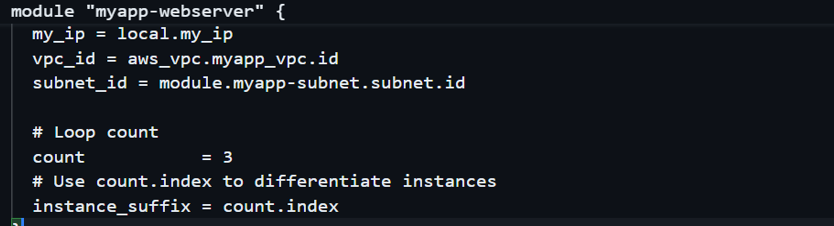 module "myapp-webserver" {
  my_ip = local.my_ip
  vpc_id = aws_vpc.myapp_vpc.id
  subnet_id = module.myapp-subnet.subnet.id
  # Loop count
  count           = 3
  # Use count.index to differentiate instances
  instance_suffix = count.index
}